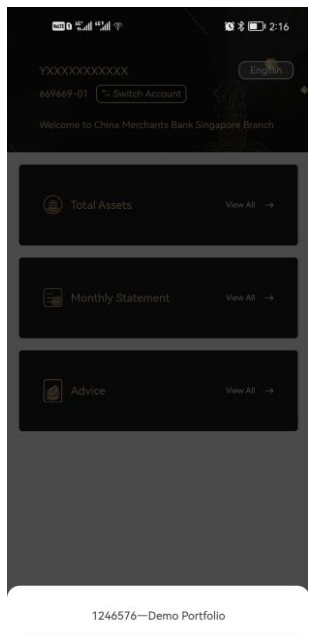 2:16
YXXXXXXXXXXX
English
669669-01 Switch Account
Welcome to China Merchants Bank Singapore Branch
Total Assets View All →
Monthly Statement View All →
Advice View All →
1246576—Demo Portfolio